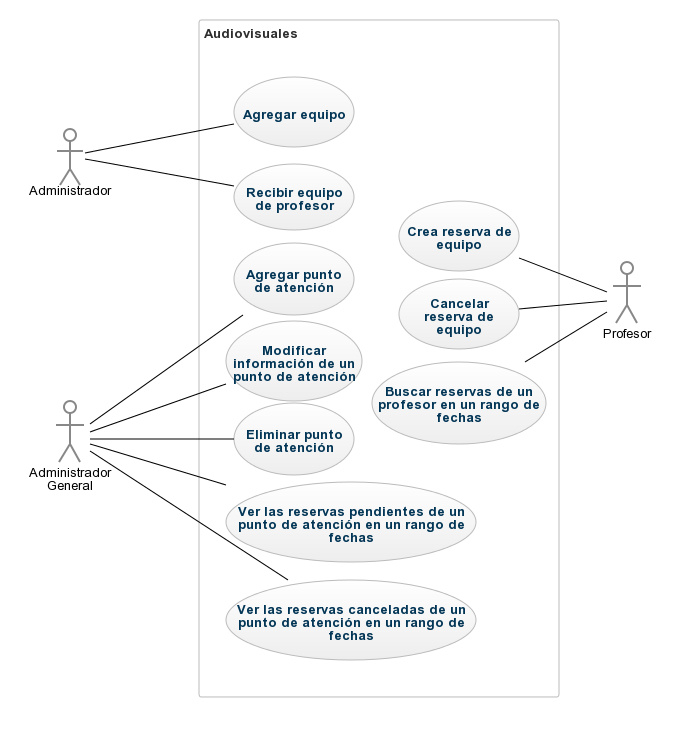 Audiovisuales
Agregar equipo
Administrador
Recibir equipo
de profesor
Crea reserva de
equipo
Agregar punto
de atención
Cancelar
reserva de
equipo
Profesor
Modificar
información de un
punto de atención
Buscar reservas de un
profesor en un rango de
fechas
Eliminar punto
de atención
Administrador
General
Ver las reservas pendientes de un
punto de atención en un rango de
fechas
Ver las reservas canceladas de un
punto de atención en un rango de
fechas